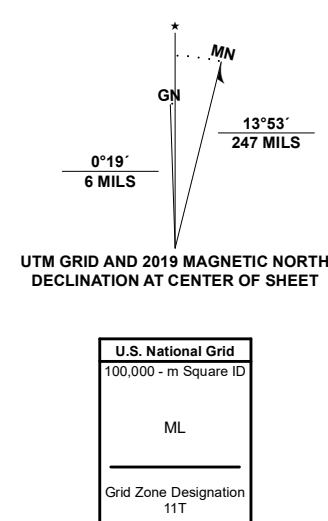 ★
MN
GN
13°53´
247 MILS
0°19´
6 MILS
UTM GRID AND 2019 MAGNETIC NORTH
DECLINATION AT CENTER OF SHEET
U.S. National Grid
100,000 - m Square ID
ML
Grid Zone Designation
11T